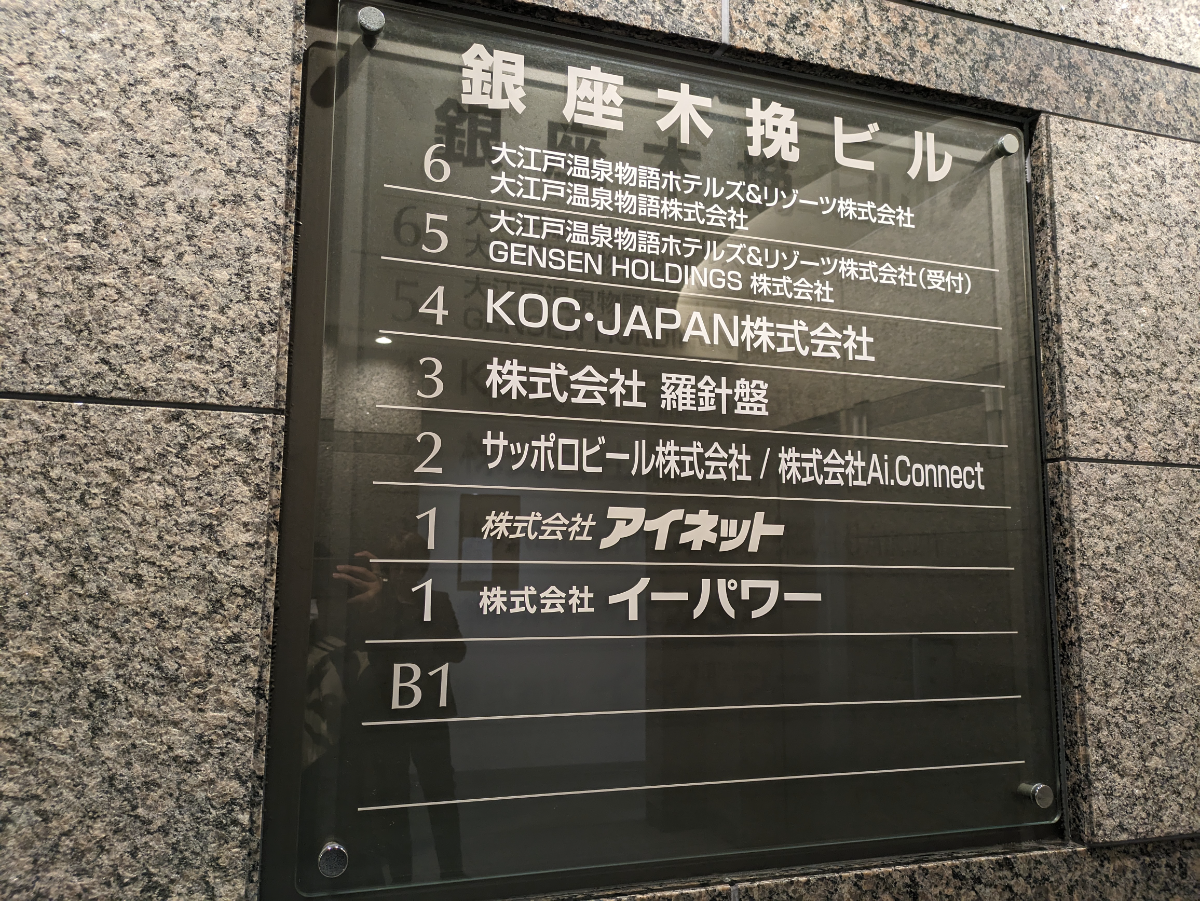 銀座木挽ビル
6 大江戸温泉物語ホテルズ&リゾーツ株式会社
大江戸温泉物語株式会社
5 大江戸温泉物語ホテルズ&リゾーツ株式会社(受付)
GENSEN HOLDINGS 株式会社
4 KOC・JAPAN株式会社
3 株式会社 羅針盤
2 サッポロビール株式会社 / 株式会社Ai.Connect
1 株式会社 アイネット
1 株式会社 イーパワー
B1